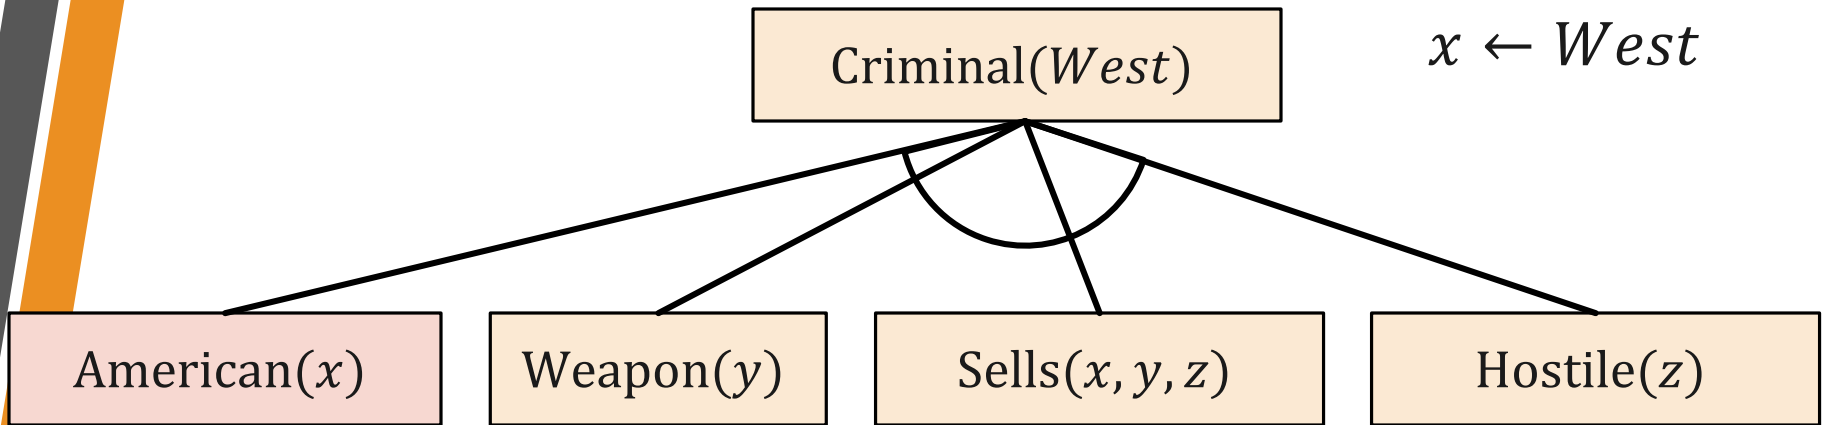 Criminal(West)
x ← West
American(x)
Weapon(y)
Sells(x, y, z)
Hostile(z)